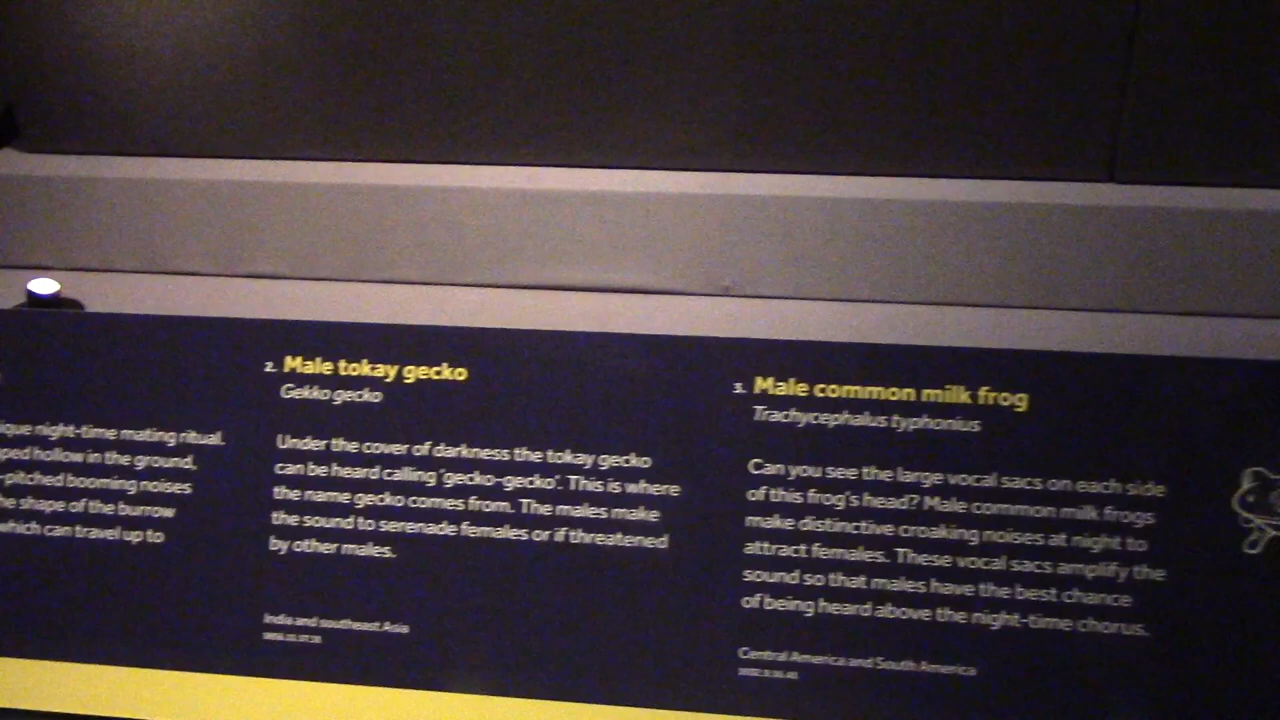 ique night-time mating ritual.
ped hollow in the ground,
-pitched booming noises
he shape of the burrow
which can travel up to
2. Male tokay gecko
Gekko gecko
Under the cover of darkness the tokay gecko
can be heard calling 'gecko-gecko'. This is where
the name gecko comes from. The males make
the sound to serenade females or if threatened
by other males.
India and southeast Asia
3. Male common milk frog
Trachycephalus typhonius
Can you see the large vocal sacs on each side
of this frog's head? Male common milk frogs
make distinctive croaking noises at night to
attract females. These vocal sacs amplify the
sound so that males have the best chance
of being heard above the night-time chorus.
Central America and South America